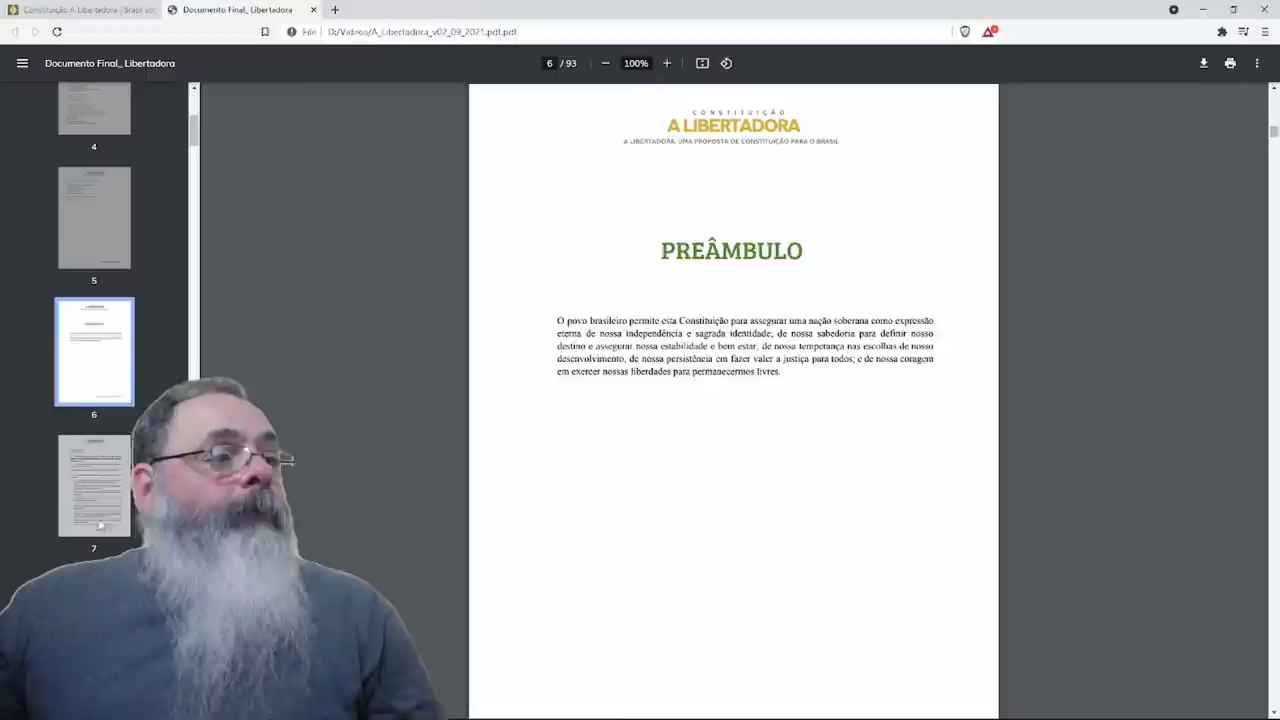 Constituição A Libertadora (Brasil so
Documento Final_ Libertadora
File
D:/Videos/A_Libertadora_v02_09_2021.pdf.pdf
Documento Final_ Libertadora
6 / 93
100%
4
5
6
7
CONSTITUIÇÃO
A LIBERTADORA
A LIBERTADORA: UMA PROPOSTA DE CONSTITUIÇÃO PARA O BRASIL
PREÂMBULO
O povo brasileiro permite esta Constituição para assegurar uma nação soberana como expressão
eterna de nossa independência e sagrada identidade; de nossa sabedoria para definir nosso
destino e assegurar nossa estabilidade e bem estar; de nossa temperança nas escolhas de nosso
desenvolvimento, de nossa persistência em fazer valer a justiça para todos; e de nossa coragem
em exercer nossas liberdades para permanecermos livres.